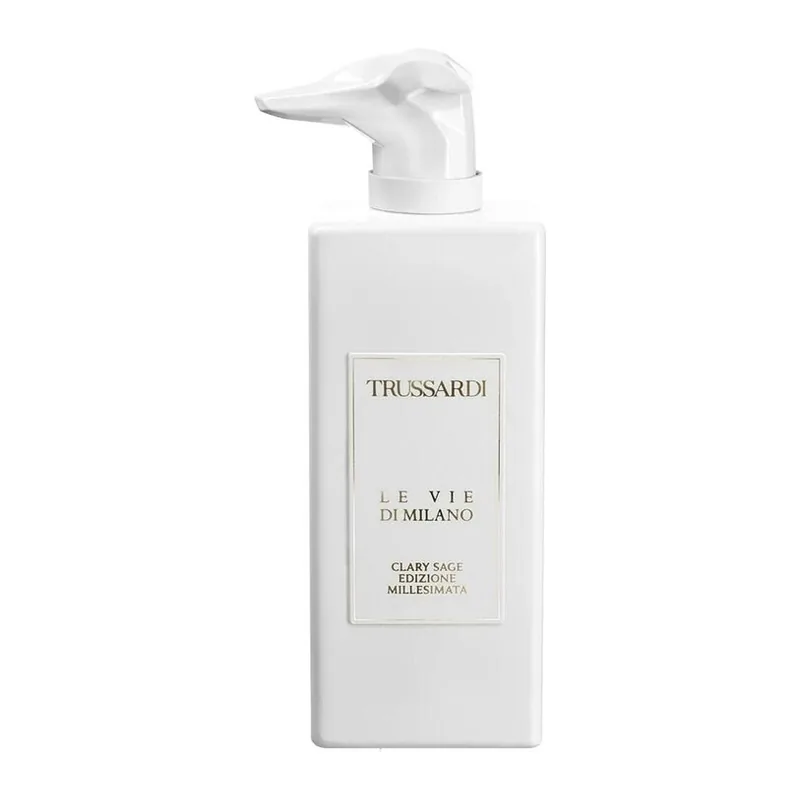 TRUSSARDI
LE VIE
DI MILANO
CLARY SAGE
EDIZIONE
MILLESIMATA